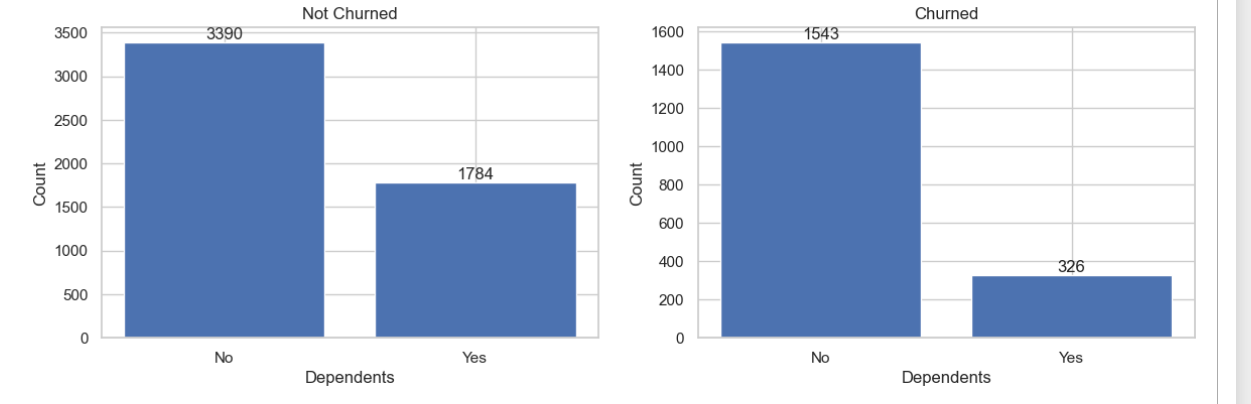 Not Churned
3500
3000
2500
2000
1500
1000
500
0
Count
3390
1784
No
Yes
Dependents
Churned
1600
1400
1200
1000
800
600
400
200
0
Count
1543
326
No
Yes
Dependents